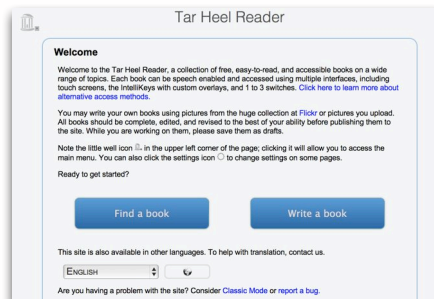 Tar Heel Reader
Welcome
Welcome to the Tar Heel Reader, a collection of free, easy-to-read, and accessible books on a wide
range of topics. Each book can be speech enabled and accessed using multiple interfaces, including
touch screens, the IntelliKeys with custom overlays, and 1 to 3 switches. Click here to learn more about
alternative access methods.
You may write your own books using pictures from the huge collection at Flickr or pictures you upload.
All books should be complete, edited, and revised to the best of your ability before publishing them to
the site. While you are working on them, please save them as drafts.
Note the little well icon in the upper left corner of the page; clicking it will allow you to access the
main menu. You can also click the settings icon to change settings on some pages.
Ready to get started?
Find a book Write a book
This site is also available in other languages. To help with translation, contact us.
English
Are you having a problem with the site? Consider Classic Mode or report a bug.